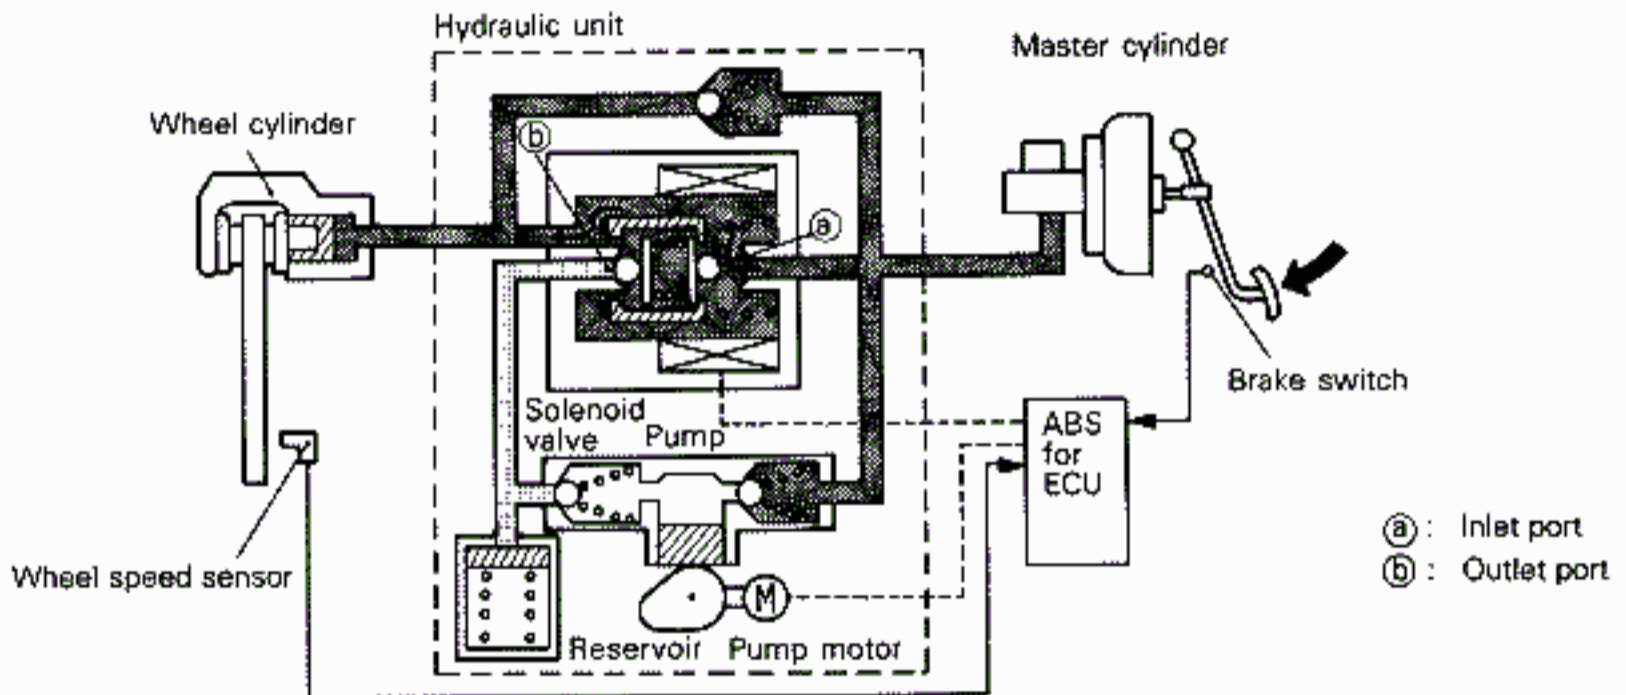 Hydraulic unit
Master cylinder
Wheel cylinder
b
a
Brake switch
Solenoid
valve
Pump
ABS
for
ECU
a : Inlet port
b : Outlet port
Wheel speed sensor
M
Reservoir
Pump motor